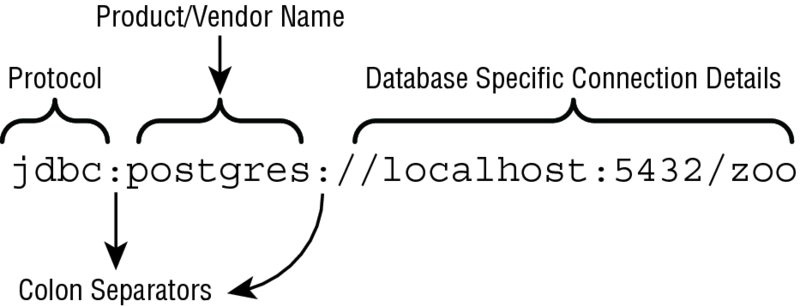 Product/Vendor Name
Protocol
Database Specific Connection Details
jdbc:postgres://localhost:5432/zoo
Colon Separators